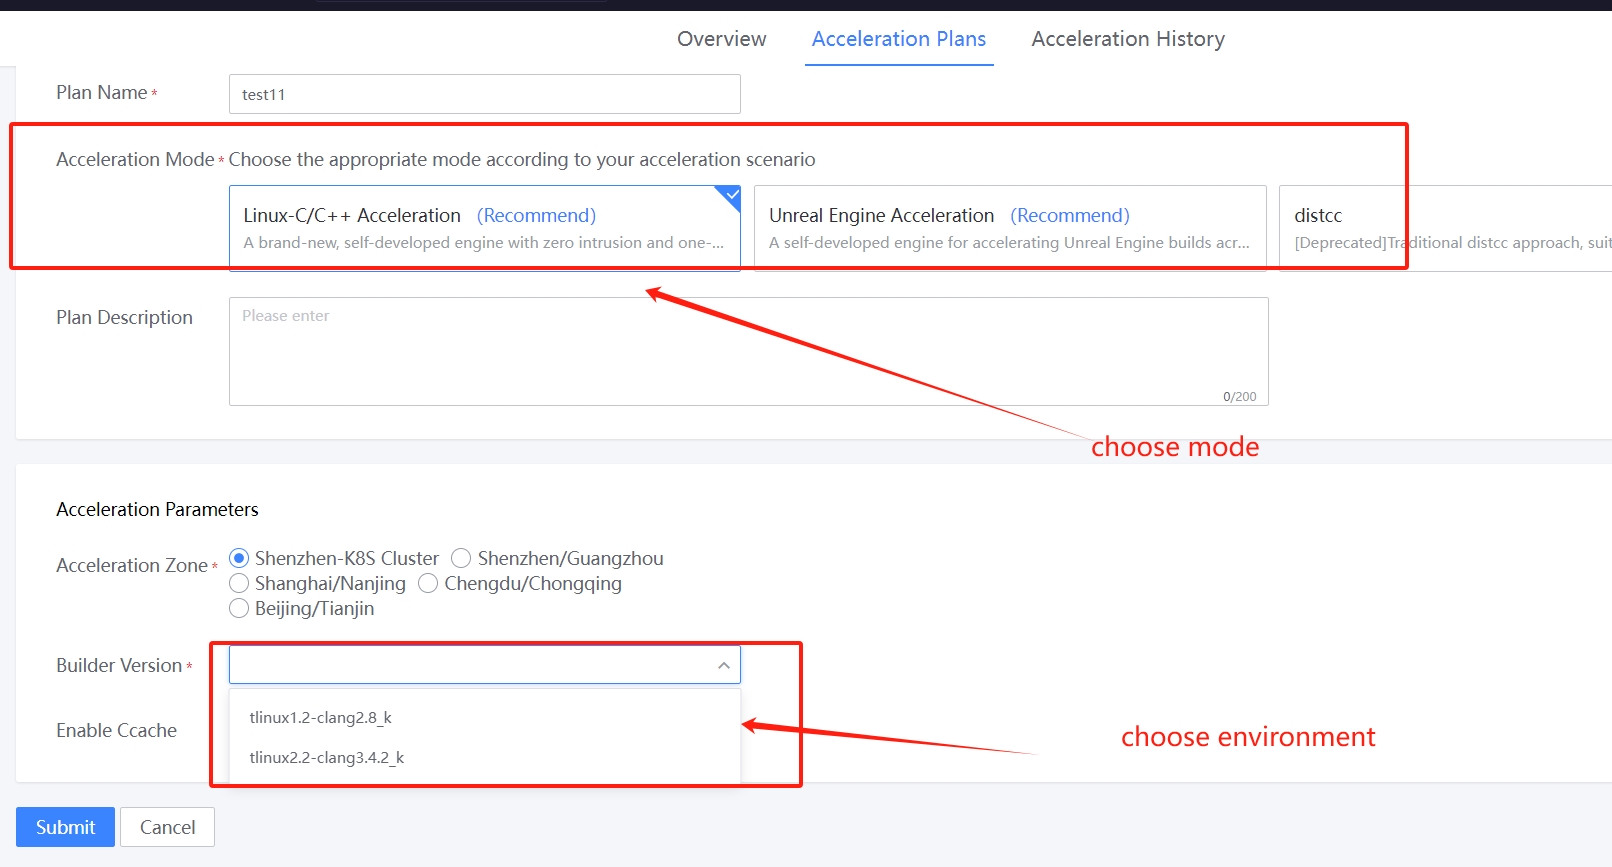 Overview Acceleration Plans Acceleration History
Plan Name * test11
Acceleration Mode * Choose the appropriate mode according to your acceleration scenario
Linux-C/C++ Acceleration (Recommend) Unreal Engine Acceleration (Recommend) distcc
A brand-new, self-developed engine with zero intrusion and one-... A self-developed engine for accelerating Unreal Engine builds acr... [Deprecated]Traditional distcc approach, suit
Plan Description Please enter
0/200
choose mode
Acceleration Parameters
Acceleration Zone * Shenzhen-K8S Cluster Shenzhen/Guangzhou
Shanghai/Nanjing Chengdu/Chongqing
Beijing/Tianjin
Builder Version *
tlinux1.2-clang2.8_k
Enable Ccache choose environment
tlinux2.2-clang3.4.2_k
Submit Cancel